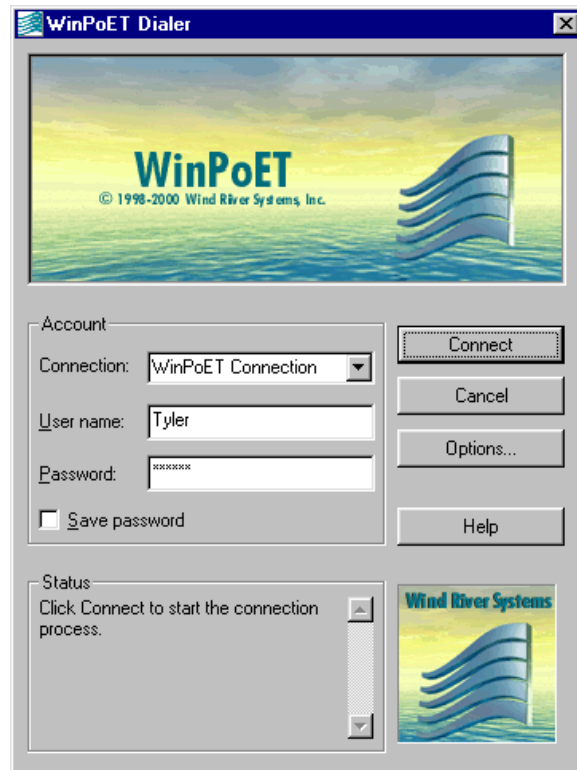 WinPoET Dialer
WinPoET
© 1998-2000 Wind River Systems, Inc.
Account
Connection: WinPoET Connection
User name: Tyler
Password: ******
Save password
Connect
Cancel
Options...
Help
Status
Click Connect to start the connection
process.
Wind River Systems